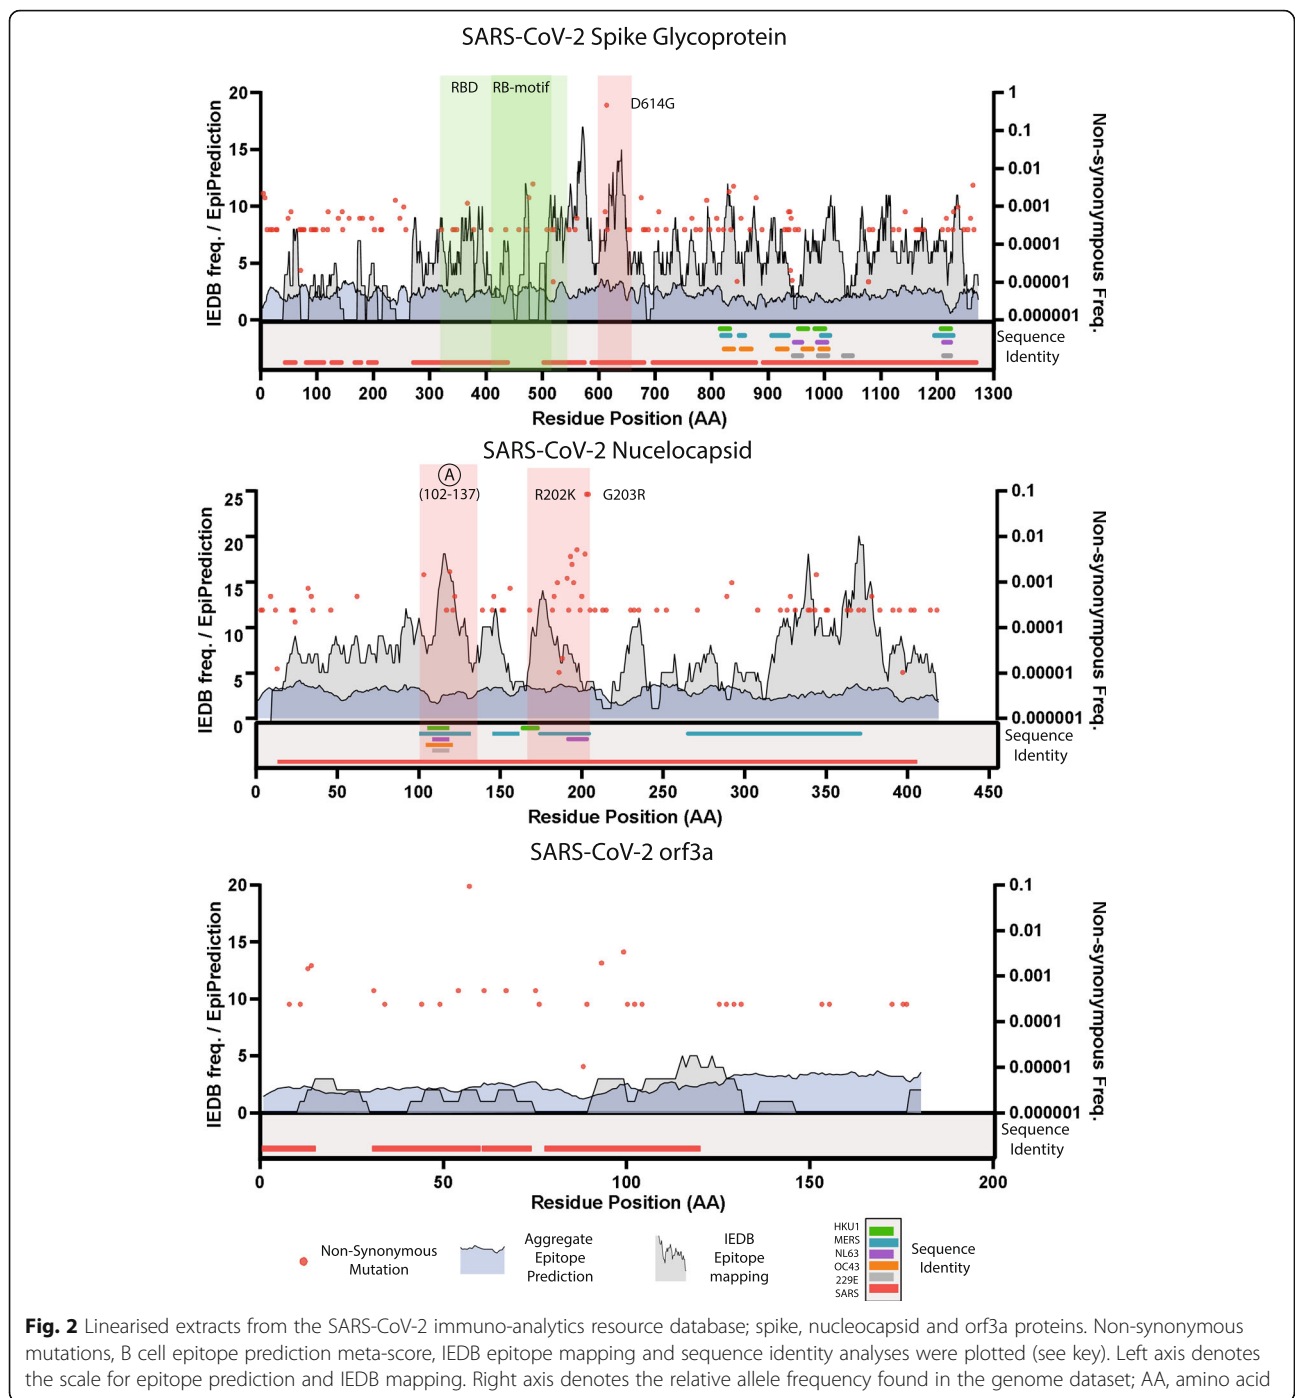 SARS-CoV-2 Spike Glycoprotein
RBD RB-motif
D614G
20 15 10 5 0
IEDB freq. / EpiPrediction
1 0.1 0.01 0.001 0.0001 0.00001 0.000001
Non-synonympous Freq.
Sequence
Identity
0 100 200 300 400 500 600 700 800 900 1000 1100 1200 1300
Residue Position (AA)
SARS-CoV-2 Nucelocapsid
A
(102-137)
R202K G203R
25 20 15 10 5 0
IEDB freq. / EpiPrediction
0.1 0.01 0.001 0.0001 0.00001 0.000001
Non-synonympous Freq.
Sequence
Identity
0 50 100 150 200 250 300 350 400 450
Residue Position (AA)
SARS-CoV-2 orf3a
20 15 10 5 0
IEDB freq. / EpiPrediction
0.1 0.01 0.001 0.0001 0.00001 0.000001
Non-synonympous Freq.
Sequence
Identity
0 50 100 150 200
Residue Position (AA)
Non-Synonymous
Mutation
Aggregate
Epitope
Prediction
IEDB
Epitope
mapping
HKU1
MERS
NL63
OC43
229E
SARS
Sequence
Identity
Fig. 2 Linearised extracts from the SARS-CoV-2 immuno-analytics resource database; spike, nucleocapsid and orf3a proteins. Non-synonymous
mutations, B cell epitope prediction meta-score, IEDB epitope mapping and sequence identity analyses were plotted (see key). Left axis denotes
the scale for epitope prediction and IEDB mapping. Right axis denotes the relative allele frequency found in the genome dataset; AA, amino acid